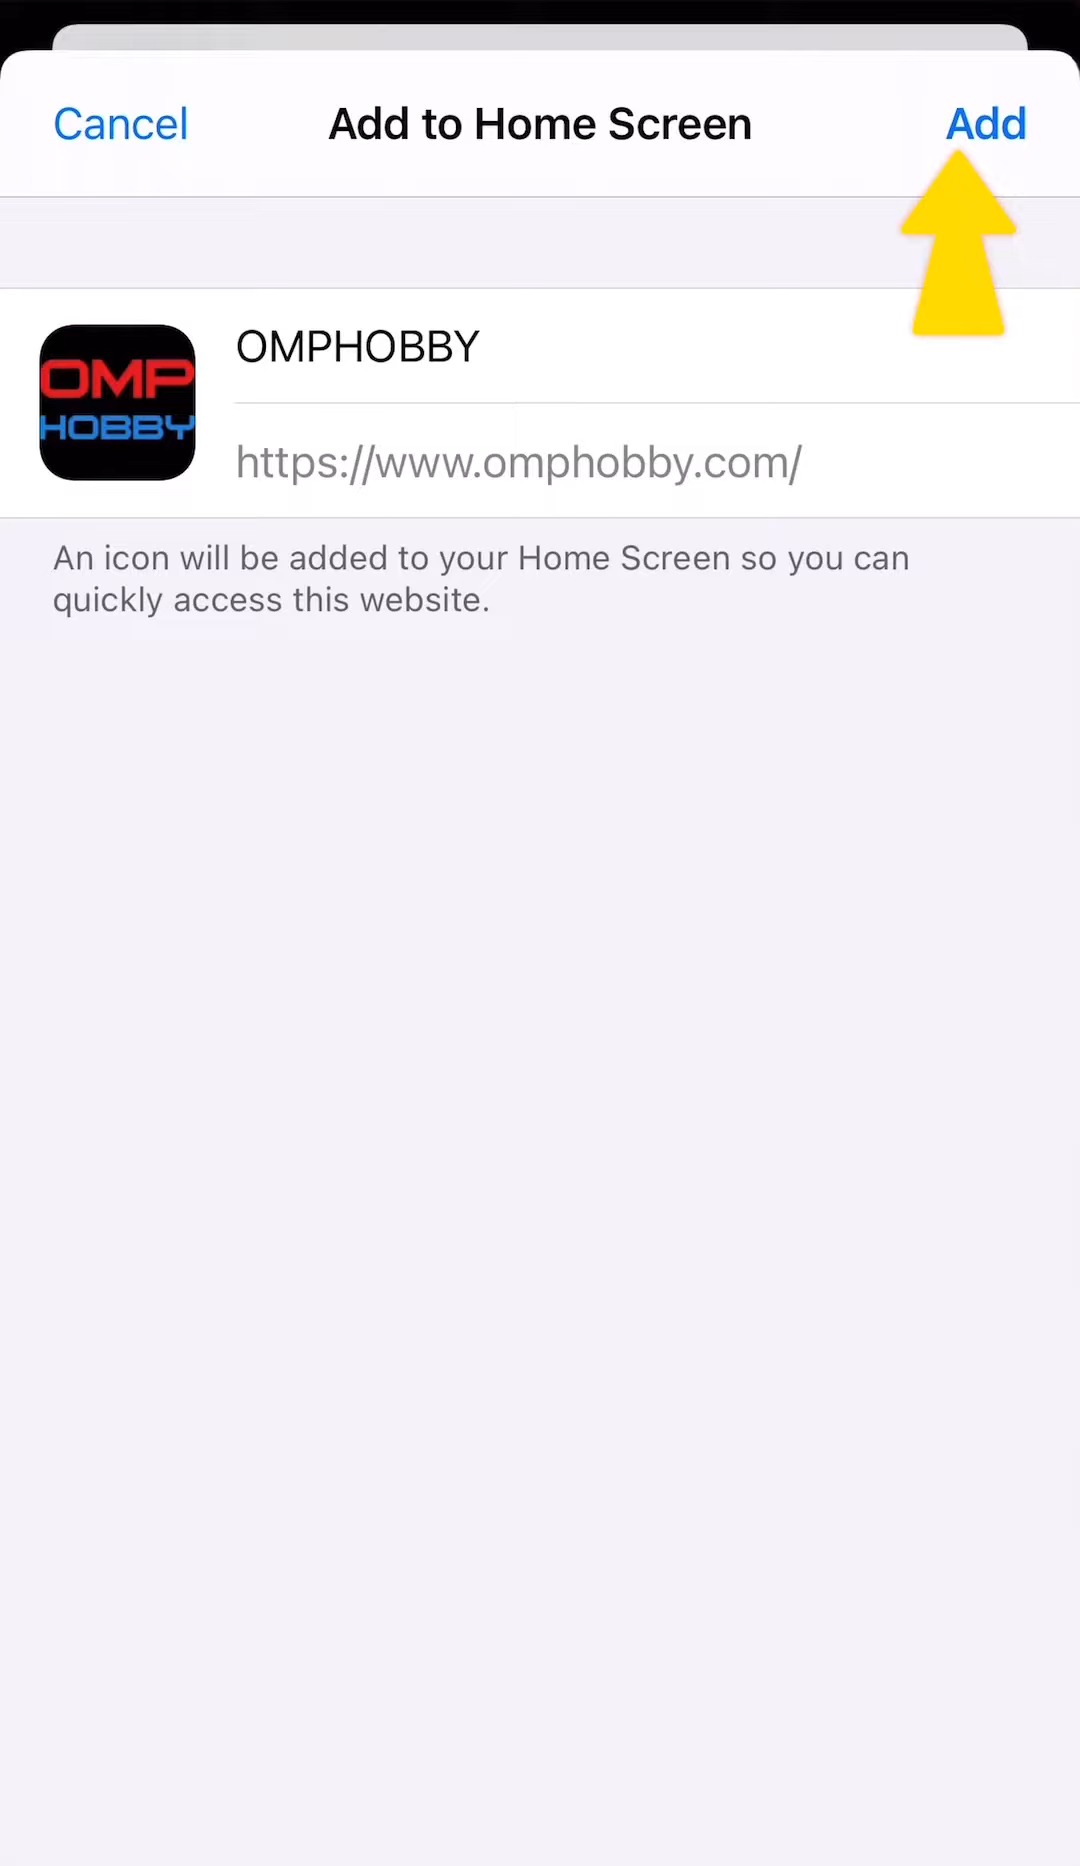 Cancel Add to Home Screen Add
OMPHOBBY
OMP
HOBBY
https://www.omphobby.com/
An icon will be added to your Home Screen so you can
quickly access this website.